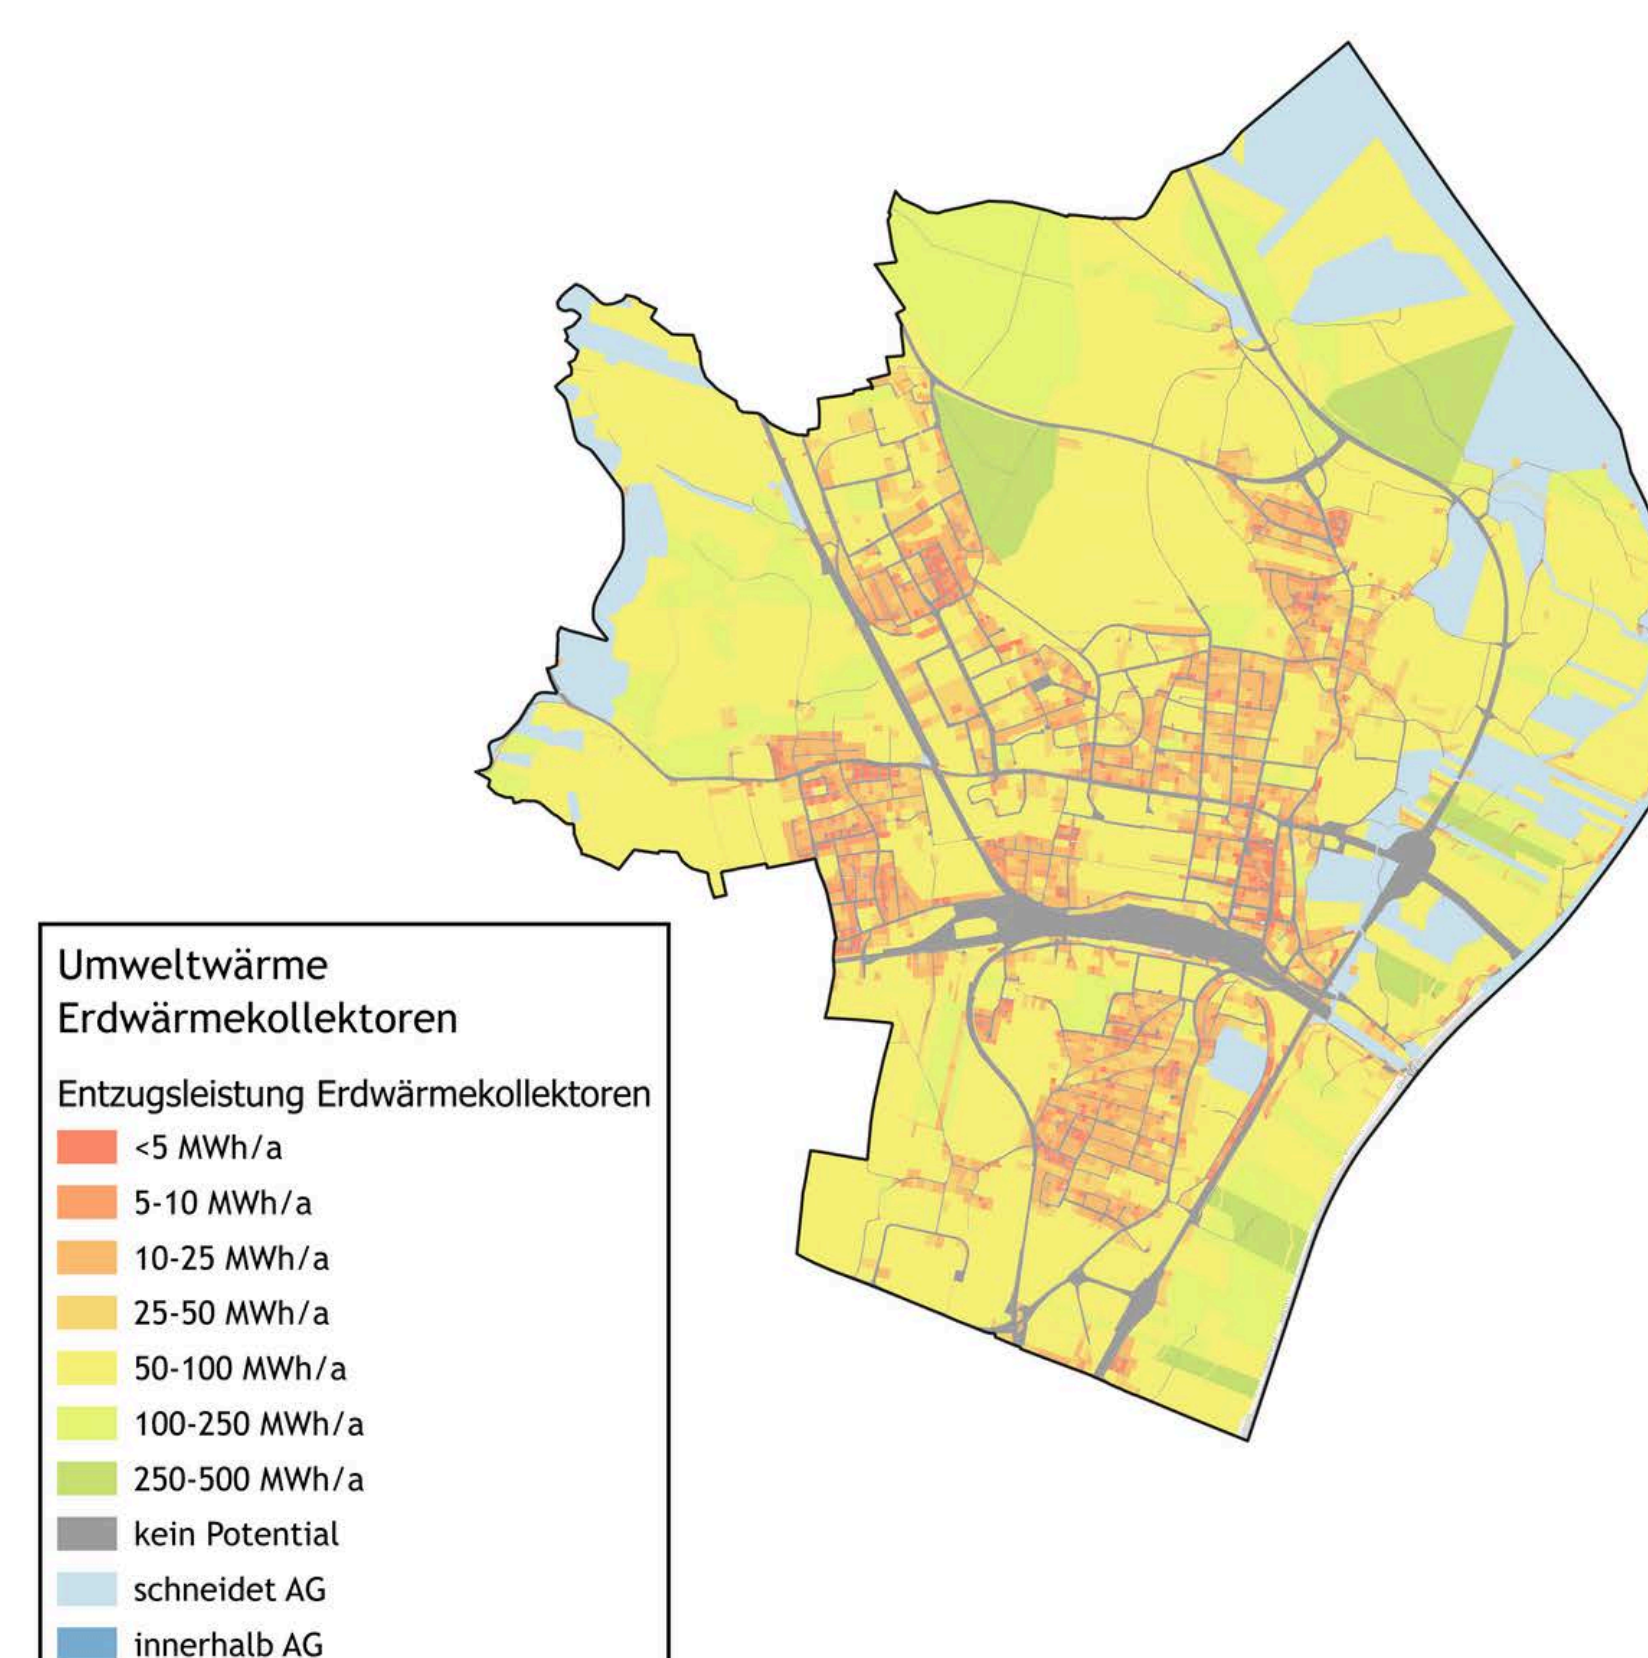 Umweltwärme
Erdwärmekollektoren
Entzugsleistung Erdwärmekollektoren
<5 MWh/a
5-10 MWh/a
10-25 MWh/a
25-50 MWh/a
50-100 MWh/a
100-250 MWh/a
250-500 MWh/a
kein Potential
schneidet AG
innerhalb AG